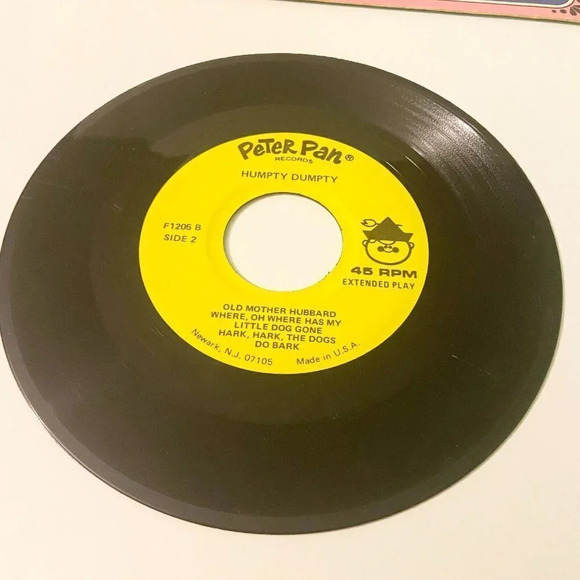 PETER PAN®
RECORDS
HUMPTY DUMPTY
F1205 B
SIDE 2
45 RPM
EXTENDED PLAY
OLD MOTHER HUBBARD
WHERE, OH WHERE HAS MY
LITTLE DOG GONE
HARK, HARK, THE DOGS
DO BARK
Newark, N.J. 07105 Made in U.S.A.